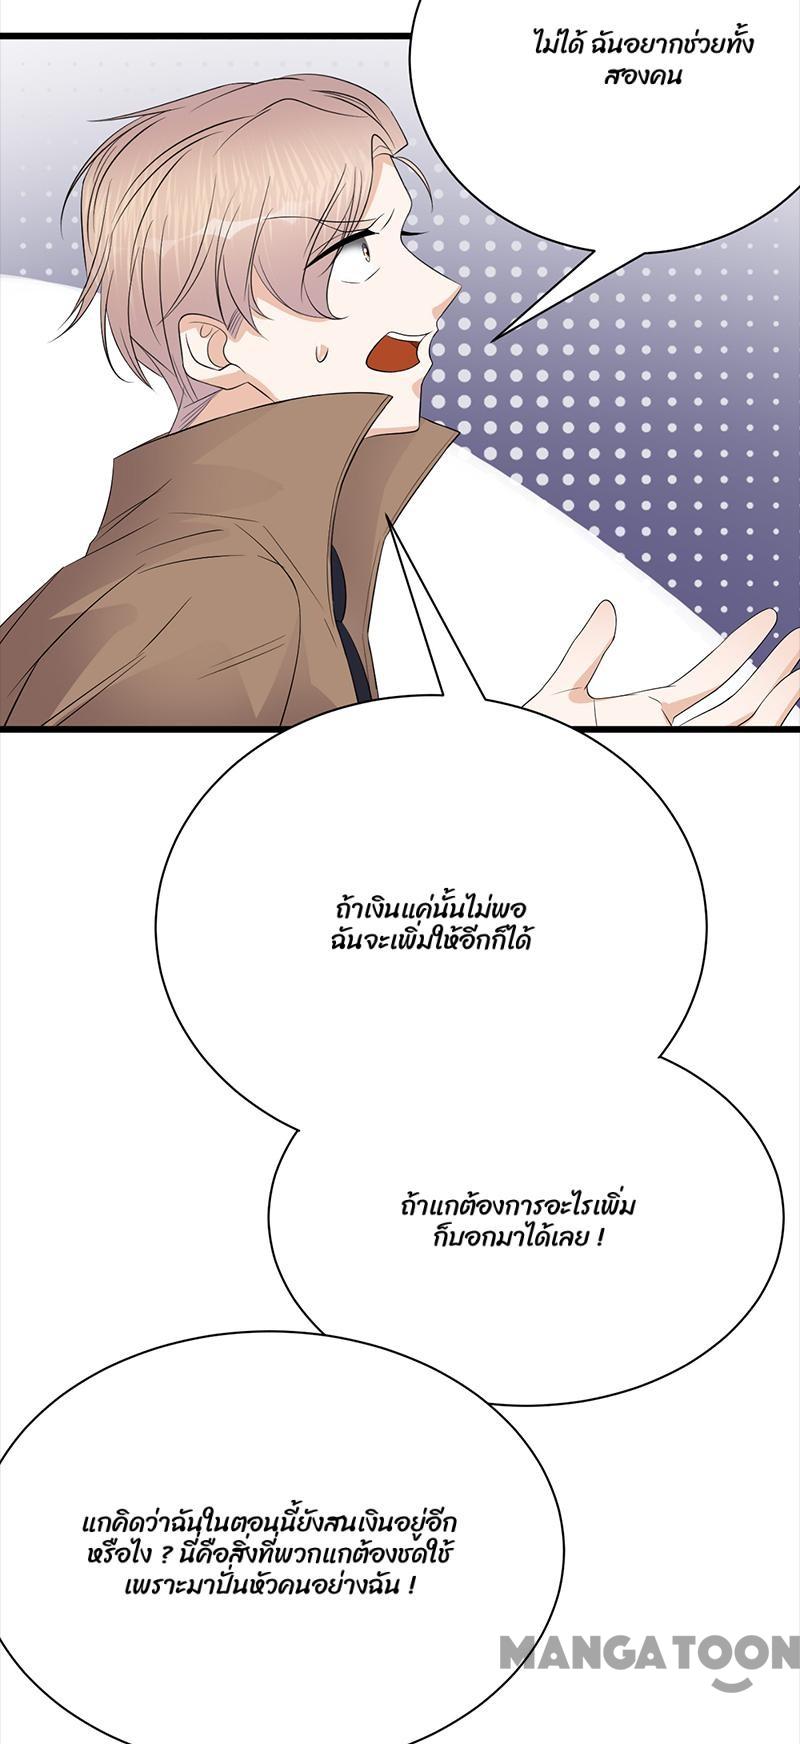 ไม่ได้ ฉันอยากช่วยทั้ง
สองคน
ถ้าเงินแค่นั้นไม่พอ
ฉันจะเพิ่มให้อีกก็ได้
ถ้าแกต้องการอะไรเพิ่ม
ก็บอกมาได้เลย !
แกคิดว่าฉันในตอนนี้ยังสนเงินอยู่อีก
หรือไง ? นี่คือสิ่งที่พวกแกต้องชดใช้
เพราะมาปั่นหัวคนอย่างฉัน !
MANGATOON